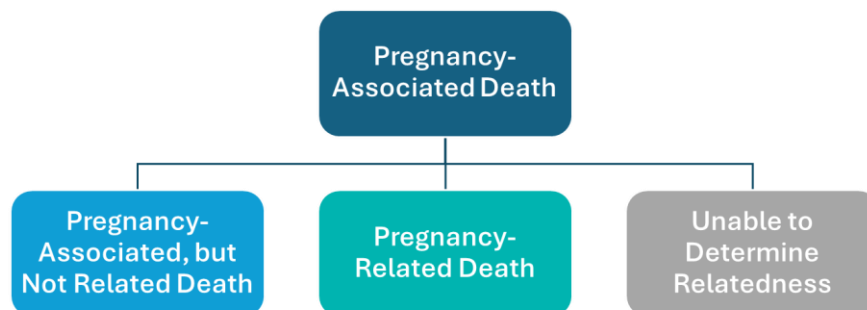 Pregnancy-
Associated Death
Pregnancy-
Associated, but
Not Related Death
Pregnancy-
Related Death
Unable to
Determine
Relatedness